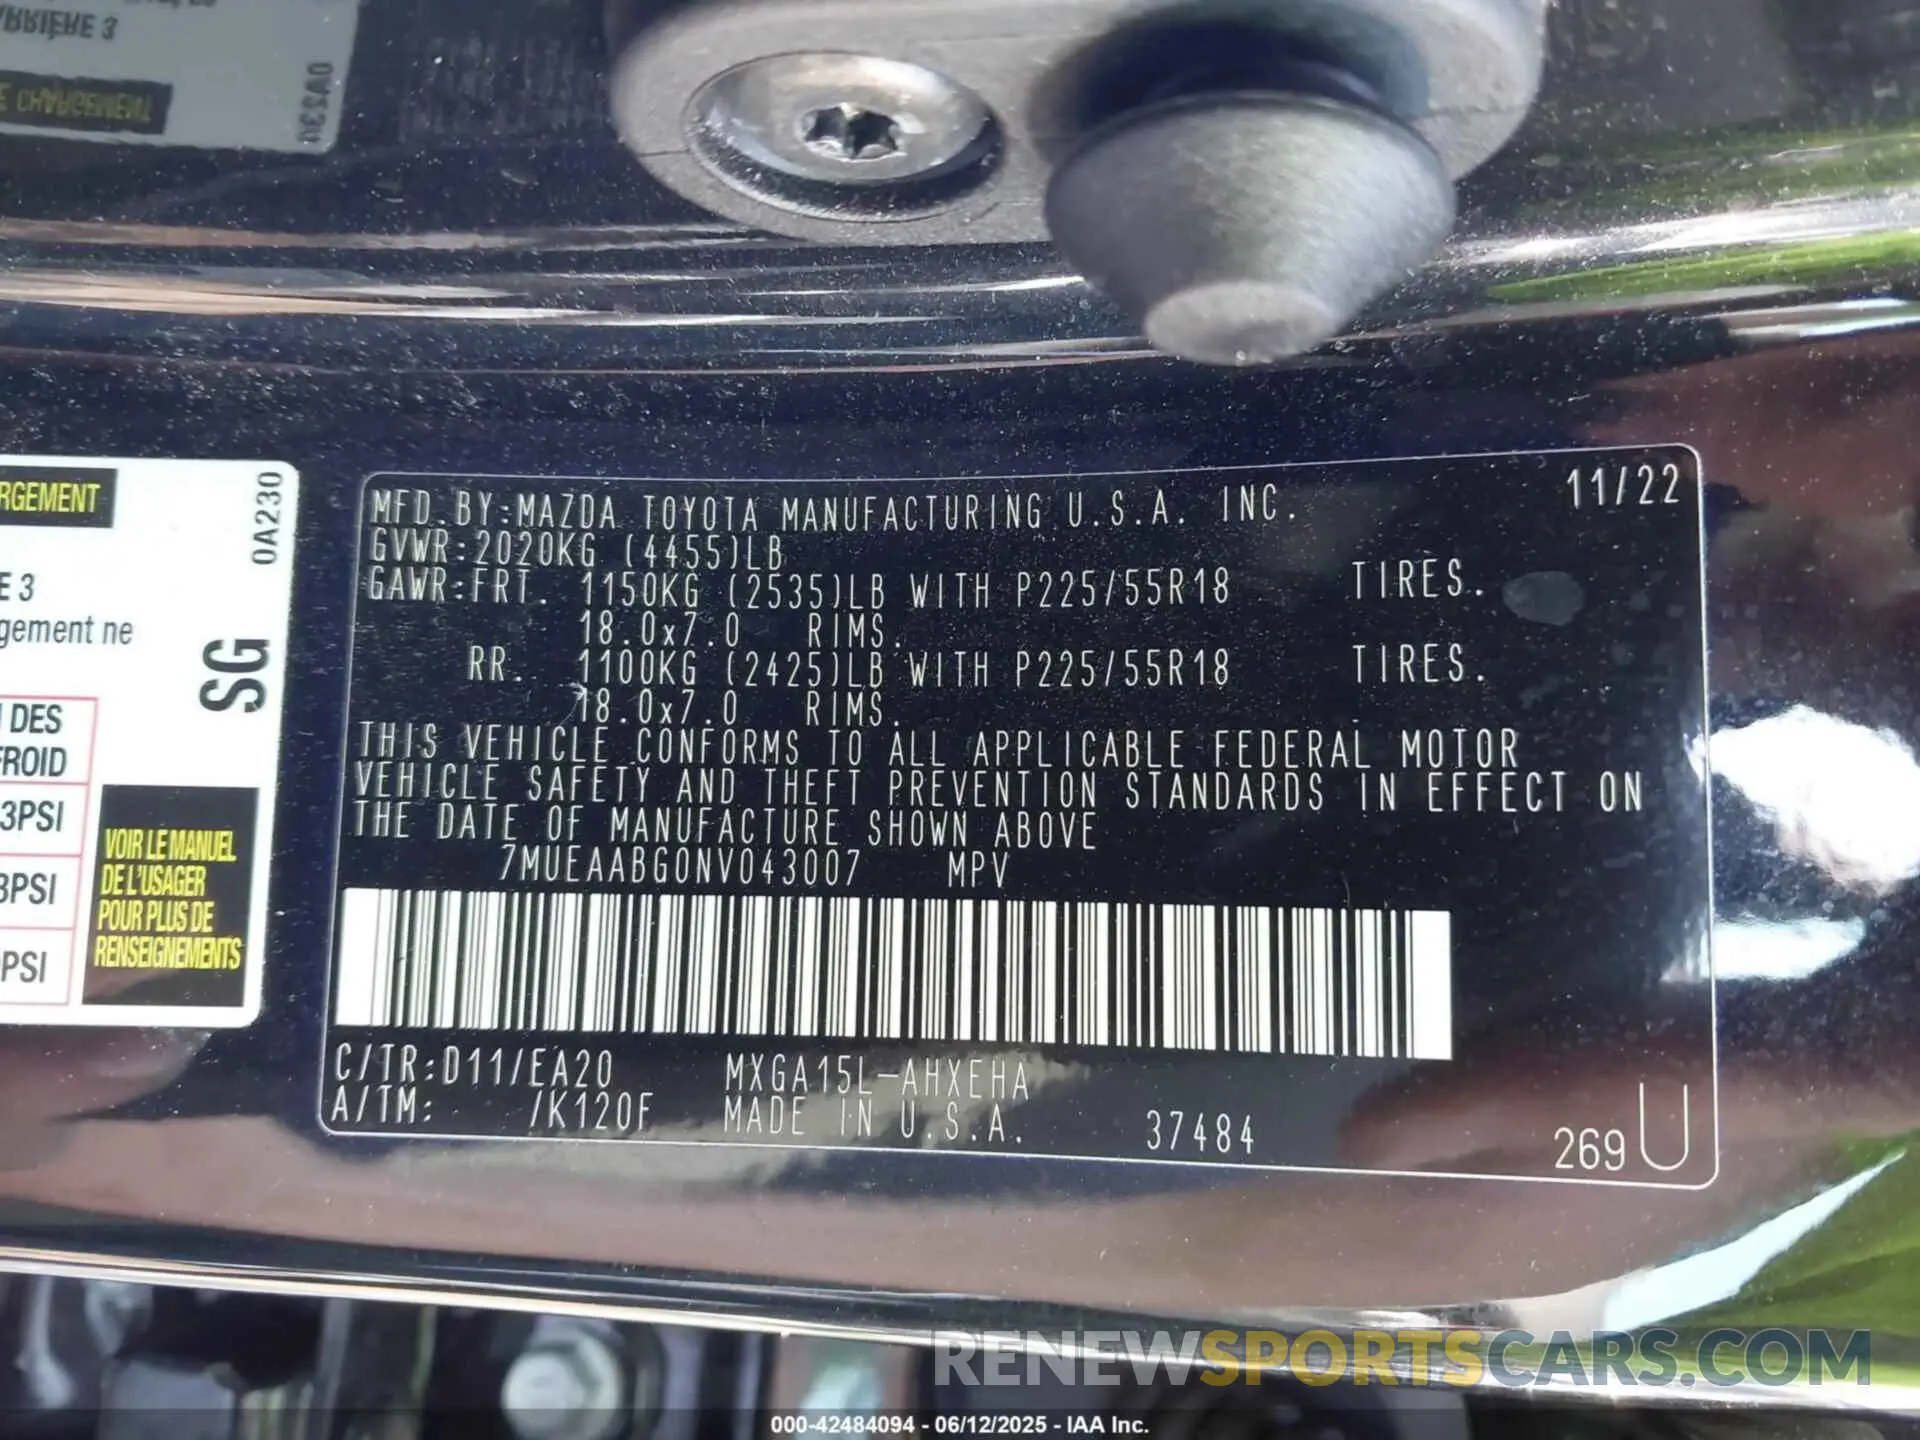 ARRIÈRE 3
E CHARGEMENT
0A230
RGEMENT
0A230
E 3
gement ne
SG
DES
FROID
3PSI
3PSI
PSI
VOIR LE MANUEL
DE L'USAGER
POUR PLUS DE
RENSEIGNEMENTS
MFD.BY:MAZDA TOYOTA MANUFACTURING U.S.A. INC. 11/22
GVWR:2020KG (4455)LB
GAWR:FRT. 1150KG (2535)LB WITH P225/55R18 TIRES.
18.0x7.0 RIMS.
RR. 1100KG (2425)LB WITH P225/55R18 TIRES.
18.0x7.0 RIMS.
THIS VEHICLE CONFORMS TO ALL APPLICABLE FEDERAL MOTOR
VEHICLE SAFETY AND THEFT PREVENTION STANDARDS IN EFFECT ON
THE DATE OF MANUFACTURE SHOWN ABOVE
7MUEAABG0NV043007 MPV
C/TR:D11/EA20 MXGA15L-AHXEHA
A/TM: /K120F MADE IN U.S.A. 37484 269 U
RENEWSPORTSCARS.COM
000-42484094 - 06/12/2025 - IAA Inc.